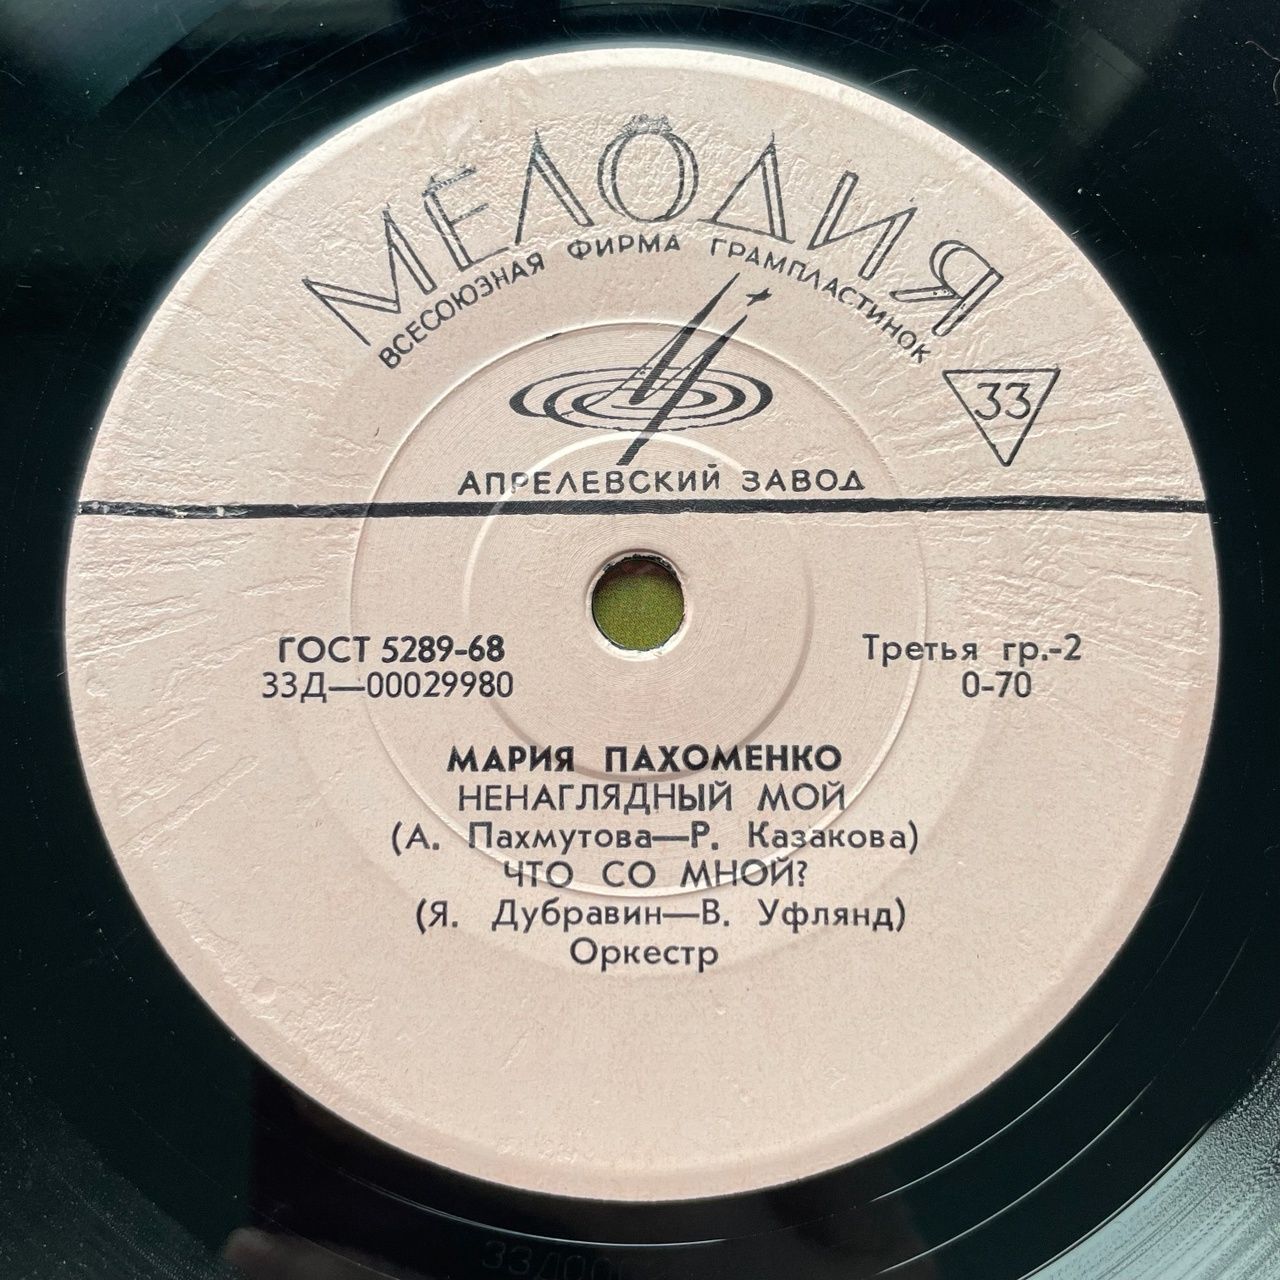 МЕЛОДИЯ
ВСЕСОЮЗНАЯ ФИРМА ГРАМПЛАСТИНОК
33
АПРЕЛЕВСКИЙ ЗАВОД
ГОСТ 5289-68
33Д—00029980
Третья гр.-2
0-70
МАРИЯ ПАХОМЕНКО
НЕНАГЛЯДНЫЙ МОЙ
(А. Пахмутова—Р. Казакова)
ЧТО СО МНОЙ?
(Я. Дубравин—В. Уфлянд)
Оркестр